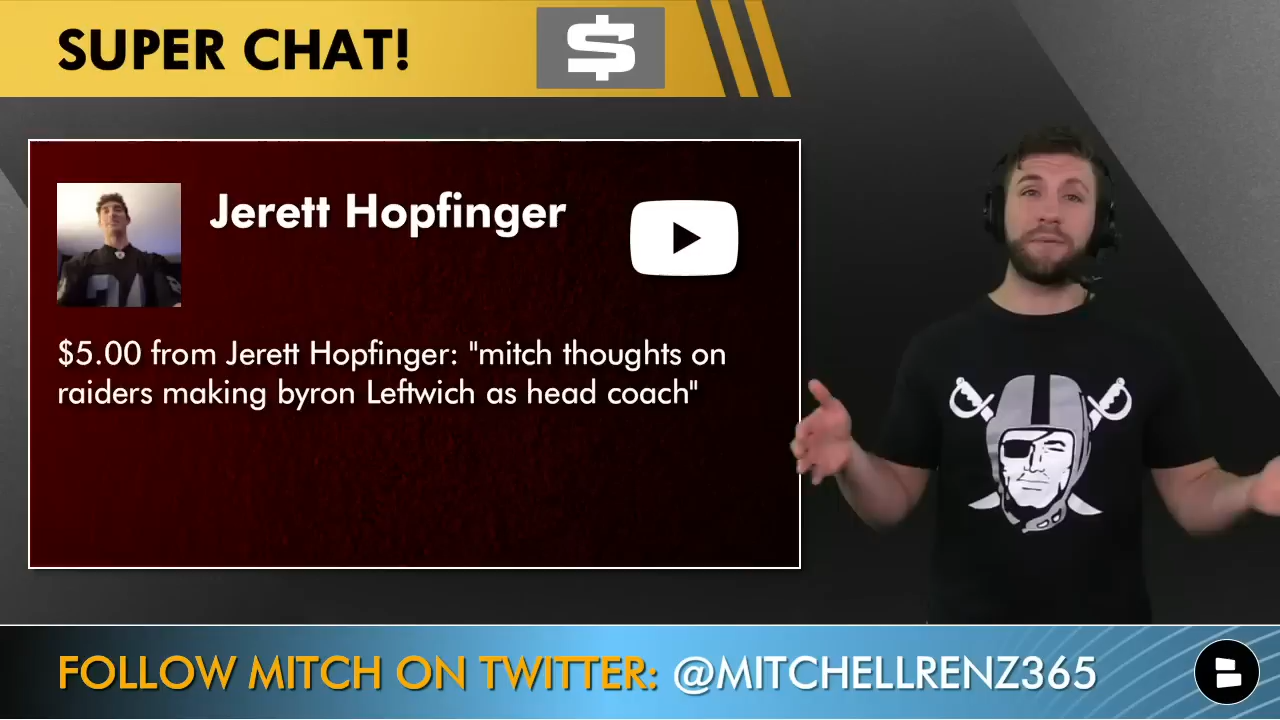 SUPER CHAT!
Jerett Hopfinger
$5.00 from Jerett Hopfinger: "mitch thoughts on
raiders making byron Leftwich as head coach"
FOLLOW MITCH ON TWITTER: @MITCHELLRENZ365